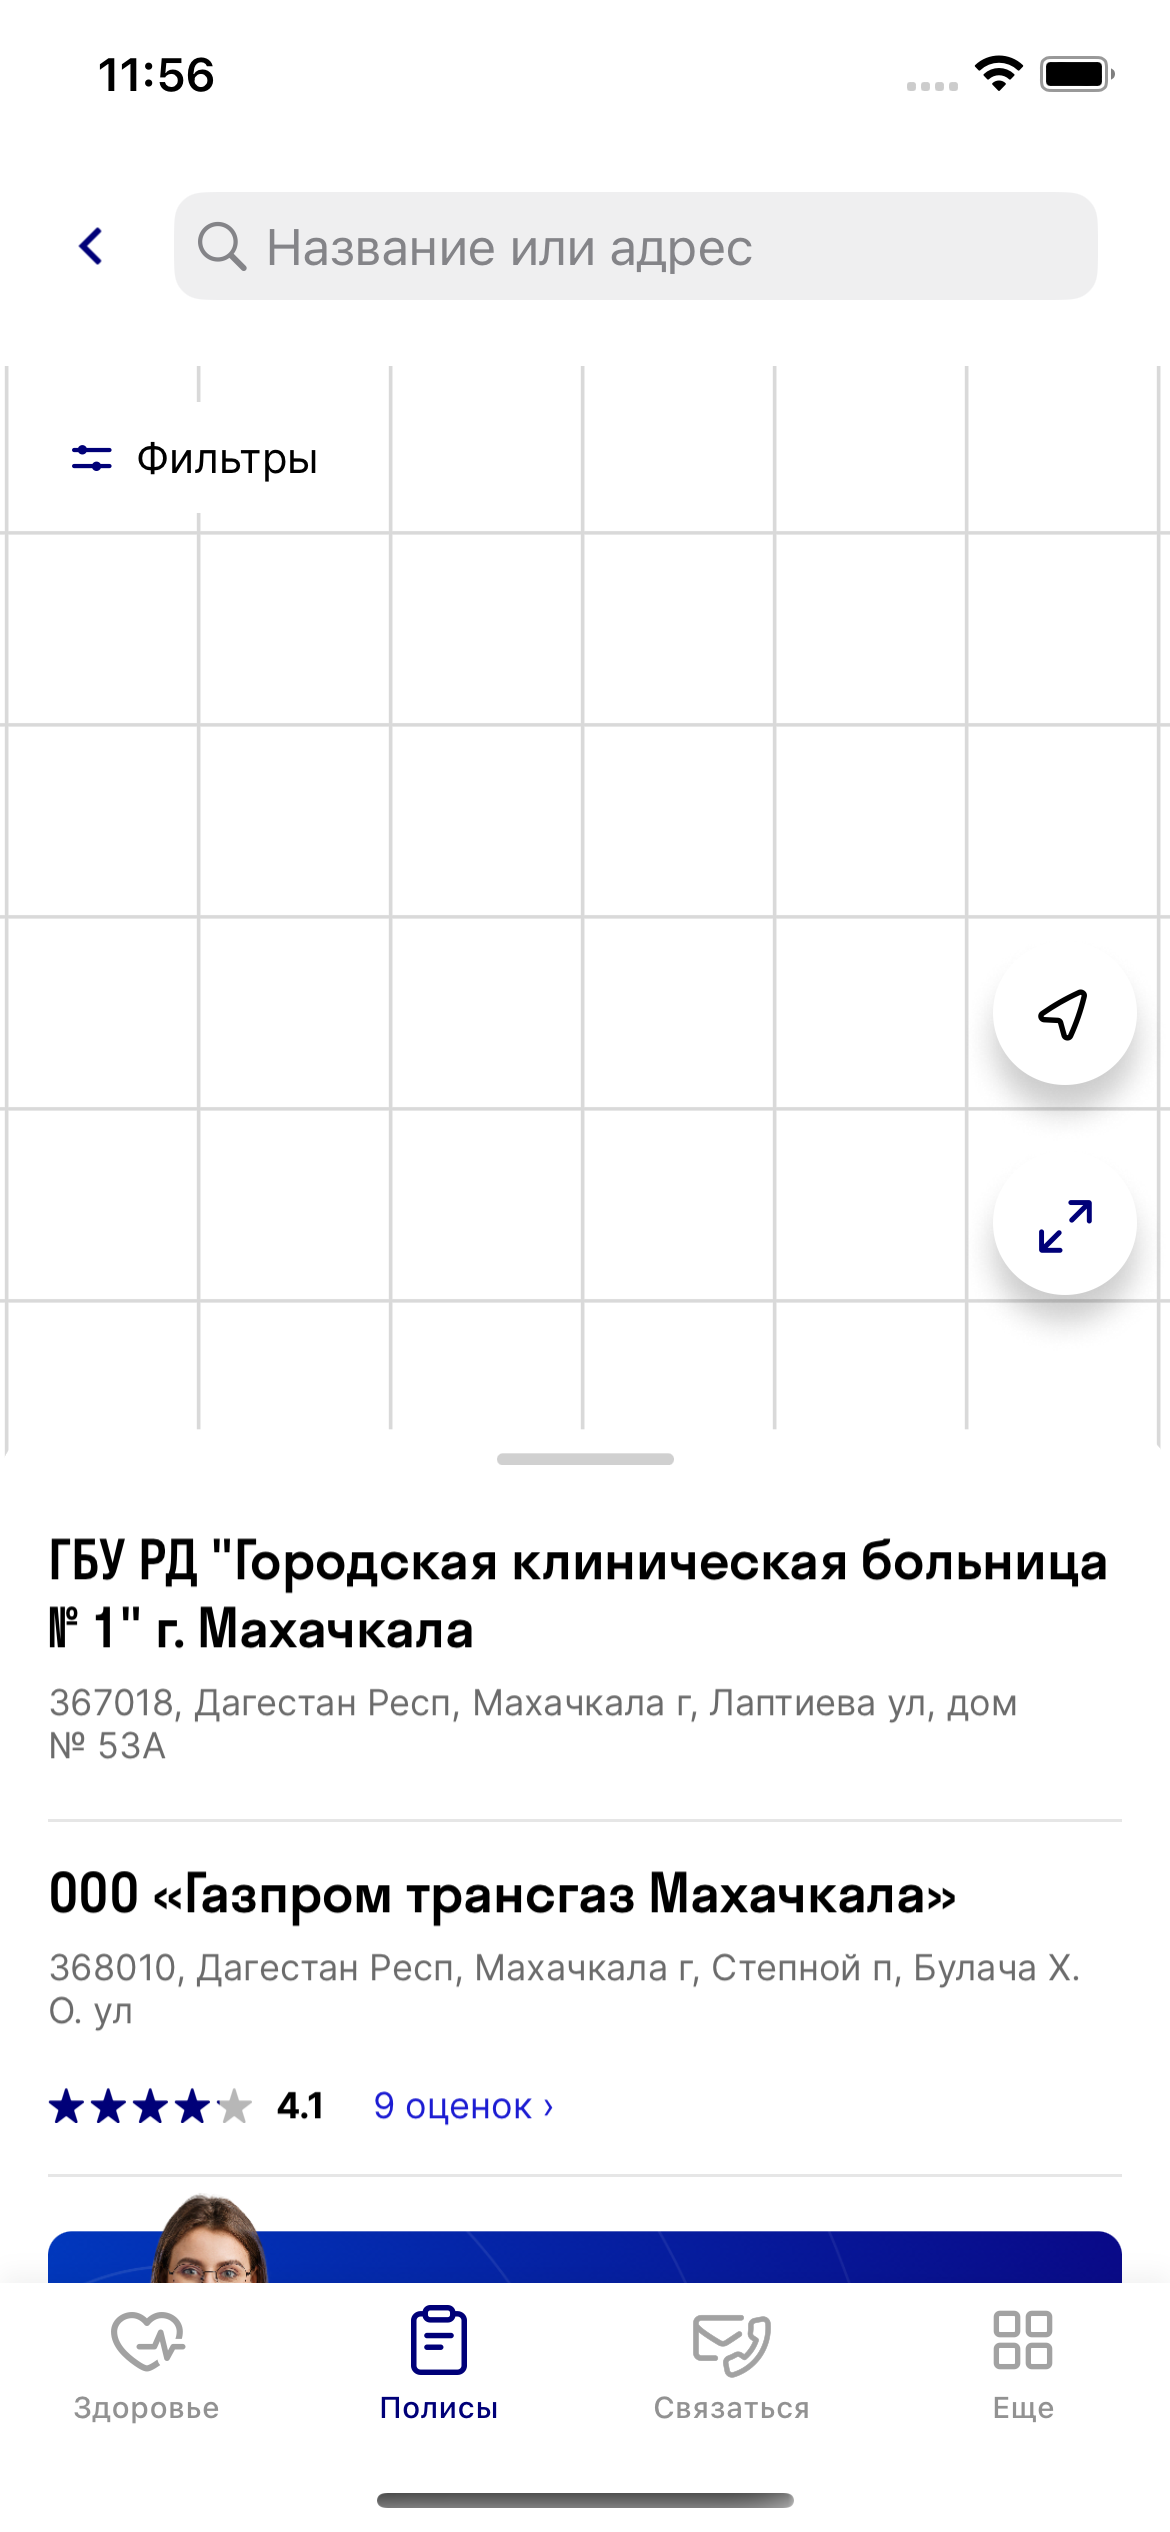 11:56
Название или адрес
Фильтры
ГБУ РД "Городская клиническая больница
№ 1" г. Махачкала
367018, Дагестан Респ, Махачкала г, Лаптиева ул, дом
№ 53А
ООО «Газпром трансгаз Махачкала»
368010, Дагестан Респ, Махачкала г, Степной п, Булача Х.
О. ул
4.1 9 оценок ›
Здоровье Полисы Связаться Еще